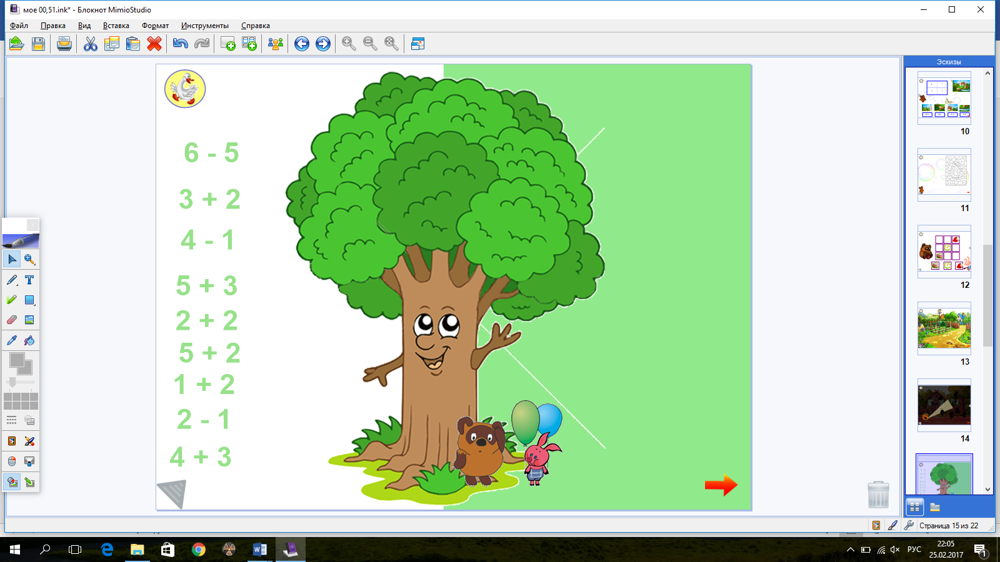 мое 00,51.ink* - Блокнот MimioStudio
Файл Правка Вид Вставка Формат Инструменты Справка
Эскизы
6 - 5
3 + 2
4 - 1
5 + 3
2 + 2
5 + 2
1 + 2
2 - 1
4 + 3
10
11
12
13
14
Страница 15 из 22
РУС
22:05
25.02.2017
1